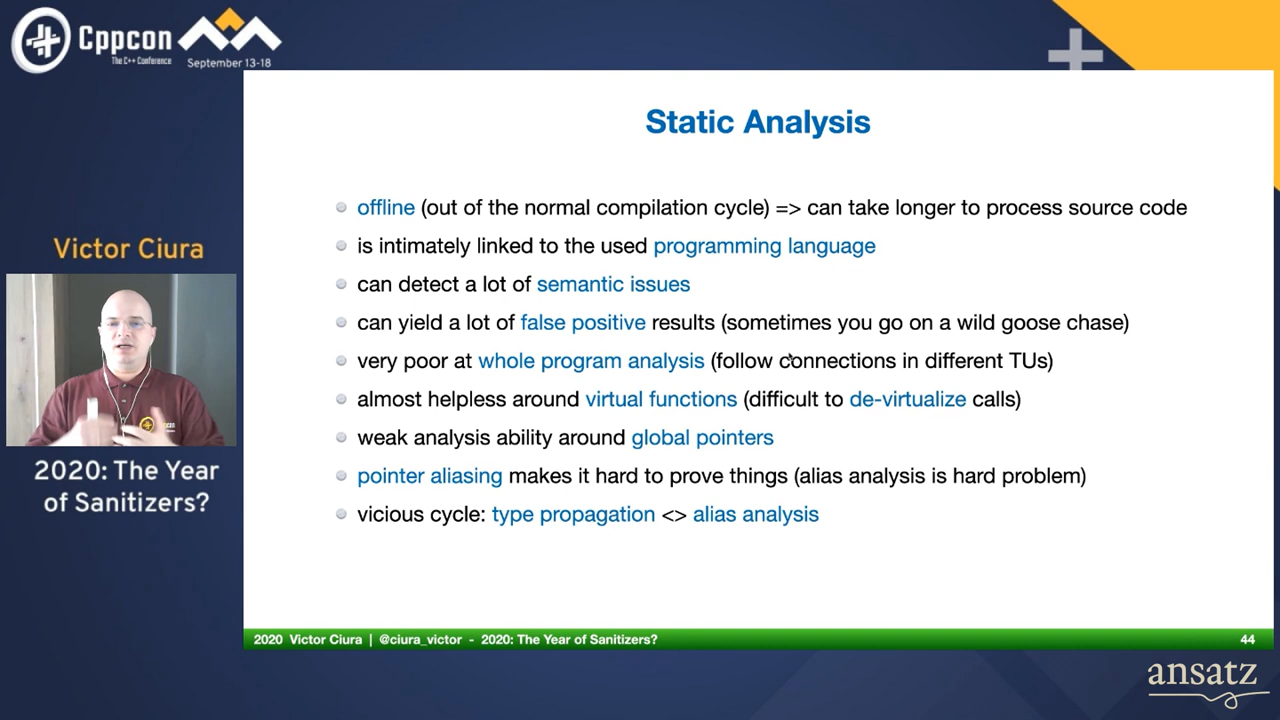 Cppcon
The C++ Conference
September 13-18
Static Analysis
offline (out of the normal compilation cycle) => can take longer to process source code
is intimately linked to the used programming language
can detect a lot of semantic issues
can yield a lot of false positive results (sometimes you go on a wild goose chase)
very poor at whole program analysis (follow connections in different TUs)
almost helpless around virtual functions (difficult to de-virtualize calls)
weak analysis ability around global pointers
pointer aliasing makes it hard to prove things (alias analysis is hard problem)
vicious cycle: type propagation <> alias analysis
Victor Ciura
2020: The Year
of Sanitizers?
2020 Victor Ciura | @ciura_victor - 2020: The Year of Sanitizers?
44
ansatz